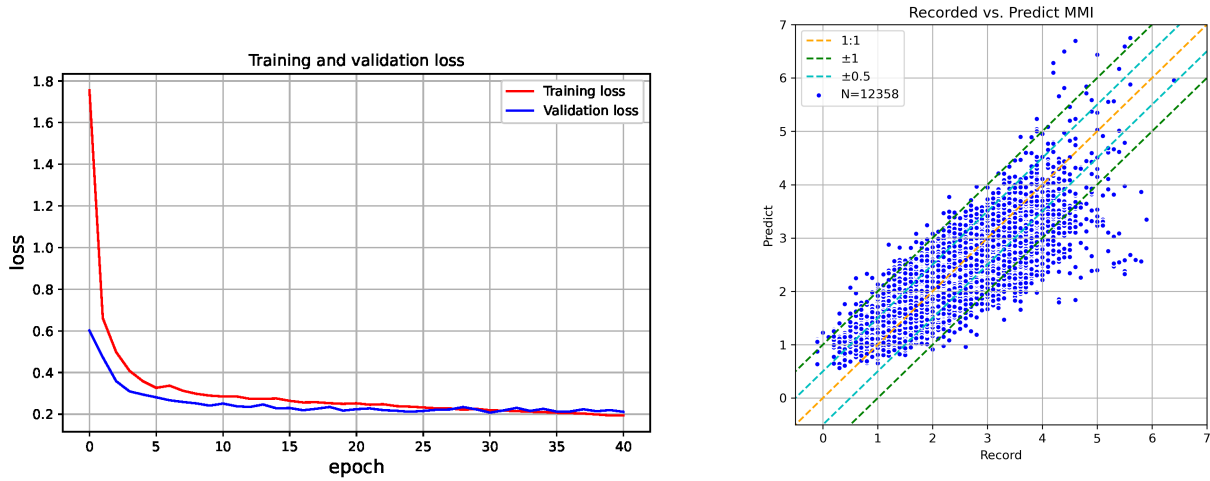 Training and validation loss
1.8
1.6
1.4
1.2
1.0
0.8
0.6
0.4
0.2
loss
Training loss
Validation loss
0 5 10 15 20 25 30 35 40
epoch
Recorded vs. Predict MMI
7
6
5
4
3
2
1
0
Predict
1:1
±1
±0.5
N=12358
0 1 2 3 4 5 6 7
Record